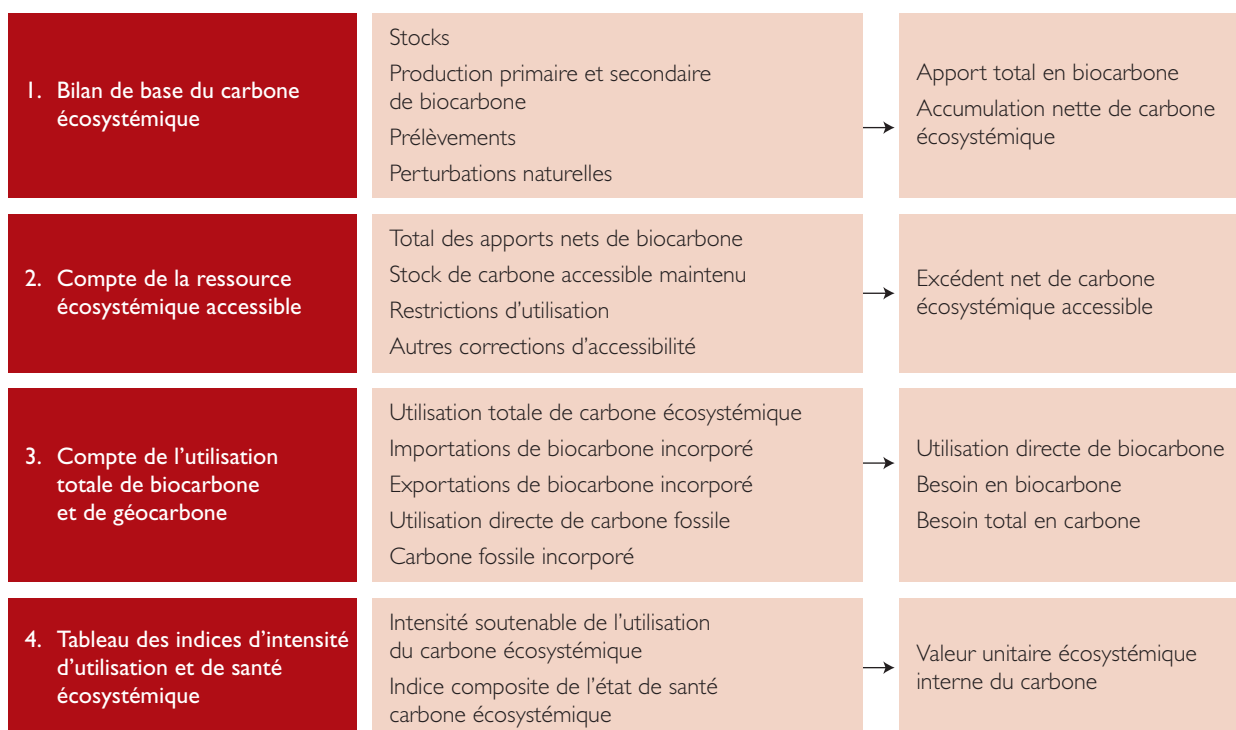 1. Bilan de base du carbone
écosystémique
Stocks
Production primaire et secondaire
de biocarbone
Prélèvements
Perturbations naturelles
Apport total en biocarbone
Accumulation nette de carbone
écosystémique
2. Compte de la ressource
écosystémique accessible
Total des apports nets de biocarbone
Stock de carbone accessible maintenu
Restrictions d'utilisation
Autres corrections d'accessibilité
Excédent net de carbone
écosystémique accessible
3. Compte de l'utilisation
totale de biocarbone
et de géocarbone
Utilisation totale de carbone écosystémique
Importations de biocarbone incorporé
Exportations de biocarbone incorporé
Utilisation directe de carbone fossile
Carbone fossile incorporé
Utilisation directe de biocarbone
Besoin en biocarbone
Besoin total en carbone
4. Tableau des indices d'intensité
d'utilisation et de santé
écosystémique
Intensité soutenable de l'utilisation
du carbone écosystémique
Indice composite de l'état de santé
carbone écosystémique
Valeur unitaire écosystémique
interne du carbone